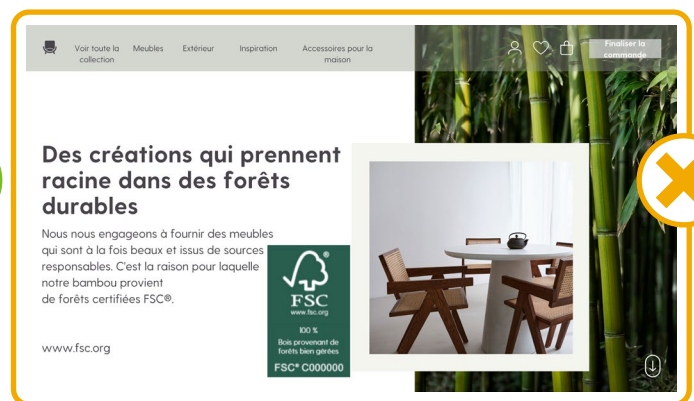 Voir toute la
collection
Meubles
Extérieur
Inspiration
Accessoires pour la
maison
Finaliser la
commande
Des créations qui prennent
racine dans des forêts
durables
Nous nous engageons à fournir des meubles
qui sont à la fois beaux et issus de sources
responsables. C'est la raison pour laquelle
notre bambou provient
de forêts certifiées FSC®.
www.fsc.org
®
FSC
www.fsc.org
100 %
Bois provenant de
forêts bien gérées
FSC® C000000